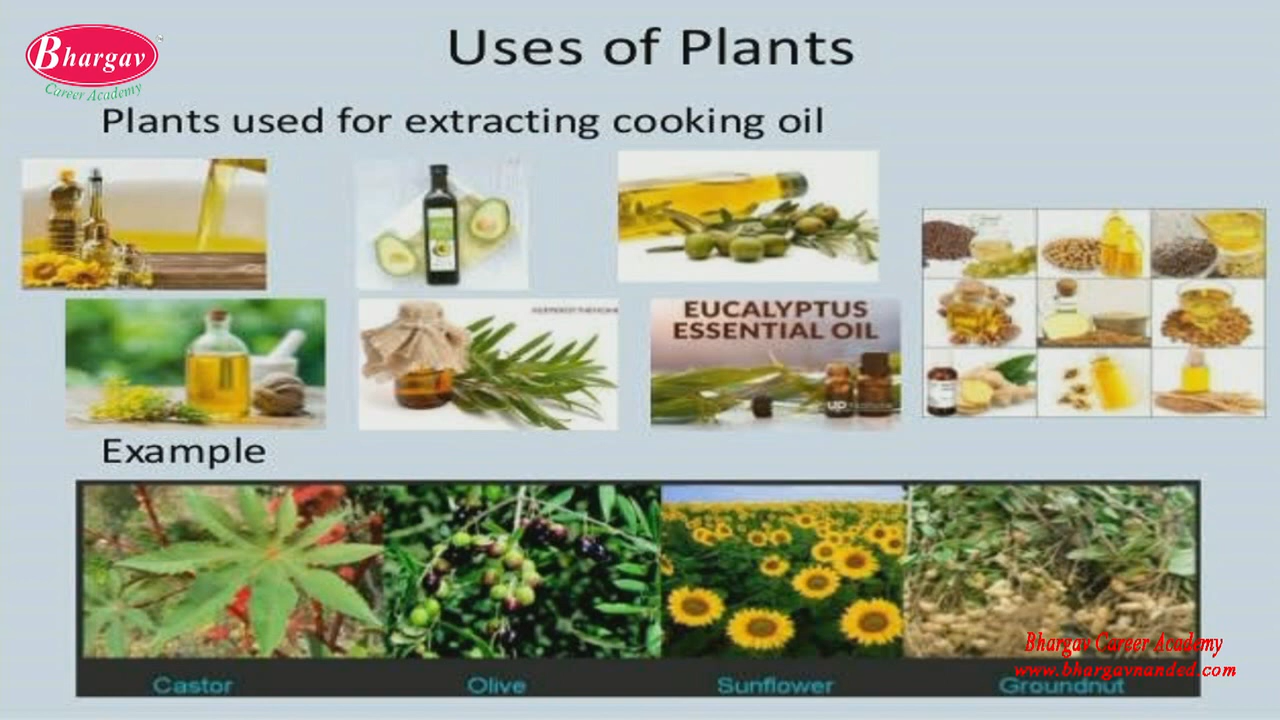 Bhargav
Career Academy
Uses of Plants
Plants used for extracting cooking oil
EUCALYPTUS
ESSENTIAL OIL
UP
Example
Bhargav Career Academy
www.bhargavnanded.com
Castor
Olive
Sunflower
Groundnut